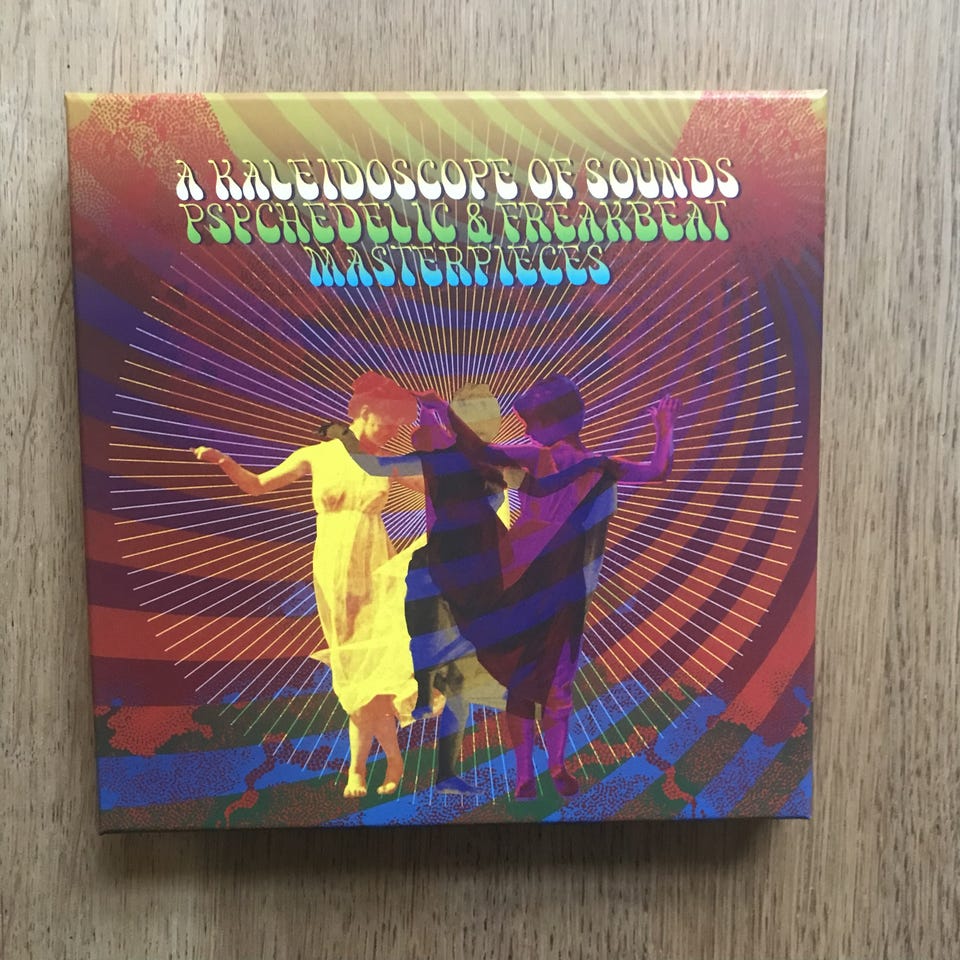 A KALEIDOSCOPE OF SOUNDS
PSYCHEDELIC & FREAKBEAT
MASTERPIECES